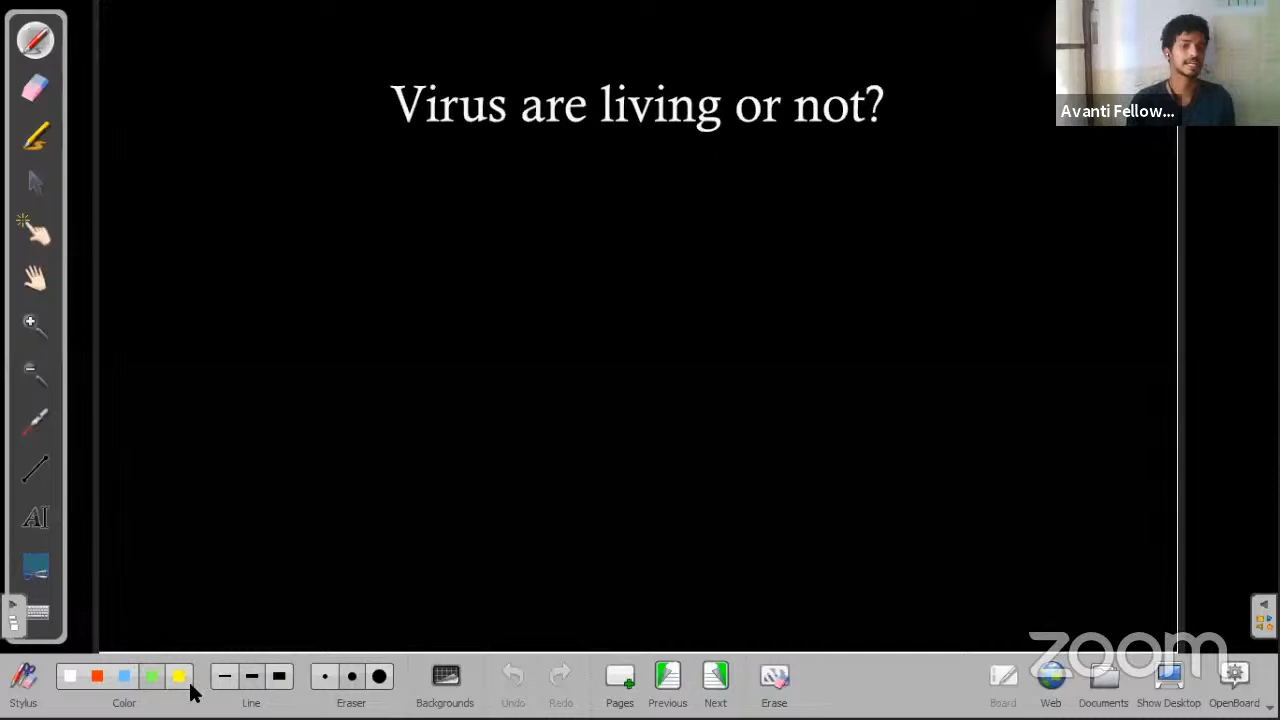 Virus are living or not?
Avanti Fellow...
AI
zoom
Stylus
Color
Line
Eraser
Backgrounds
Undo
Redo
Pages
Previous
Next
Erase
Board
Web
Documents
Show Desktop
OpenBoard